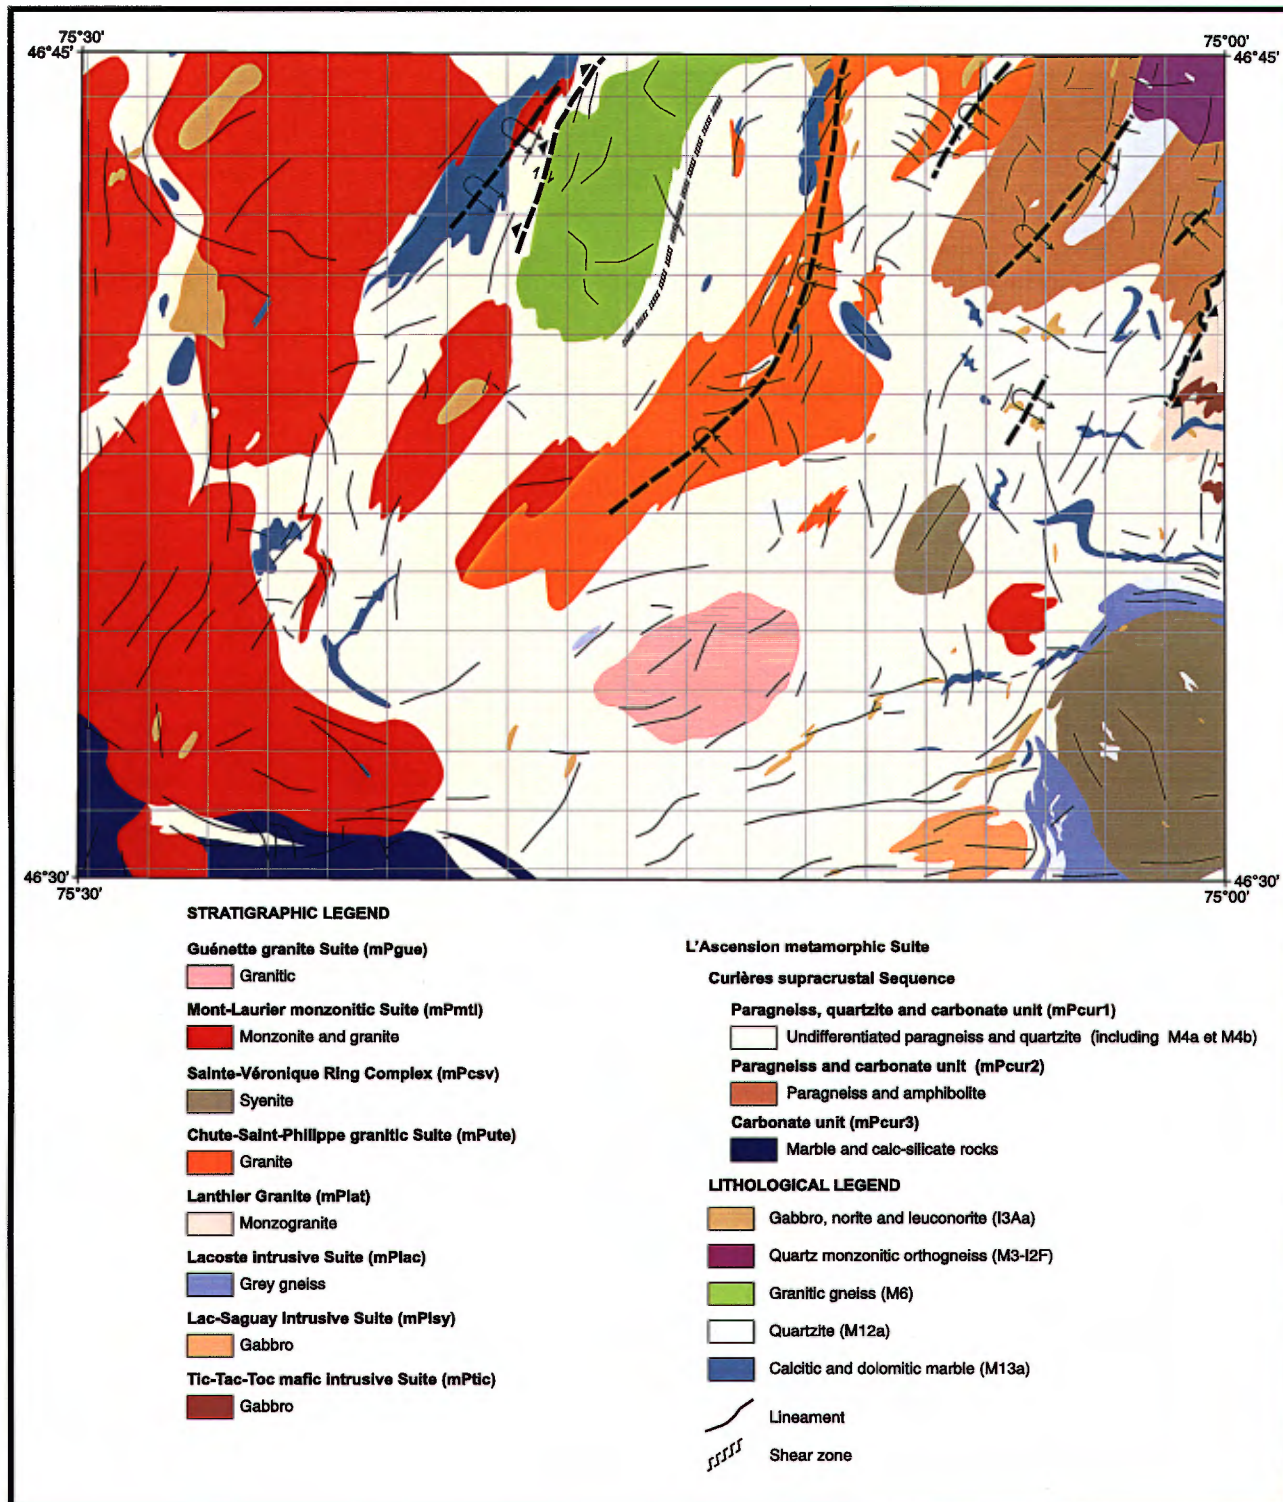 75°30'
75°00'
46°45'
46°45'
46°30'
46°30'
75°30'
75°00'
STRATIGRAPHIC LEGEND
Guénette granite Suite (mPgue)
Granitic
Mont-Laurier monzonitic Suite (mPmtl)
Monzonite and granite
Sainte-Véronique Ring Complex (mPcsv)
Syenite
Chute-Saint-Philippe granitic Suite (mPute)
Granite
Lanthier Granite (mPlat)
Monzogranite
Lacoste intrusive Suite (mPlac)
Grey gneiss
Lac-Saguay Intrusive Suite (mPlsy)
Gabbro
Tic-Tac-Toc mafic intrusive Suite (mPtic)
Gabbro
L'Ascension metamorphic Suite
Curières supracrustal Sequence
Paragneiss, quartzite and carbonate unit (mPcur1)
Undifferentiated paragneiss and quartzite (including M4a et M4b)
Paragneiss and carbonate unit (mPcur2)
Paragneiss and amphibolite
Carbonate unit (mPcur3)
Marble and calc-silicate rocks
LITHOLOGICAL LEGEND
Gabbro, norite and leuconorite (I3Aa)
Quartz monzonitic orthogneiss (M3-I2F)
Granitic gneiss (M6)
Quartzite (M12a)
Calcitic and dolomitic marble (M13a)
Lineament
Shear zone